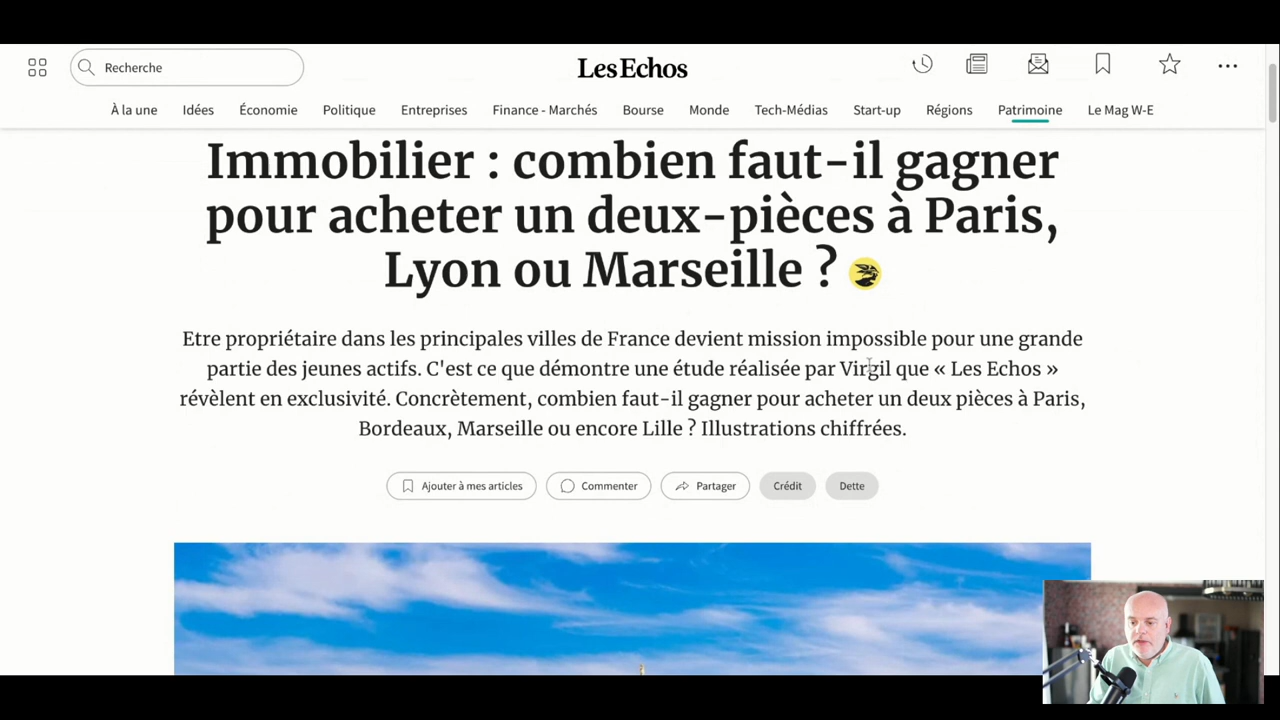 Recherche
Les Echos
À la une Idées Économie Politique Entreprises Finance - Marchés Bourse Monde Tech-Médias Start-up Régions Patrimoine Le Mag W-E
Immobilier : combien faut-il gagner
pour acheter un deux-pièces à Paris,
Lyon ou Marseille ?
Etre propriétaire dans les principales villes de France devient mission impossible pour une grande
partie des jeunes actifs. C'est ce que démontre une étude réalisée par Virgil que « Les Echos »
révèlent en exclusivité. Concrètement, combien faut-il gagner pour acheter un deux pièces à Paris,
Bordeaux, Marseille ou encore Lille ? Illustrations chiffrées.
Ajouter à mes articles Commenter Partager Crédit Dette